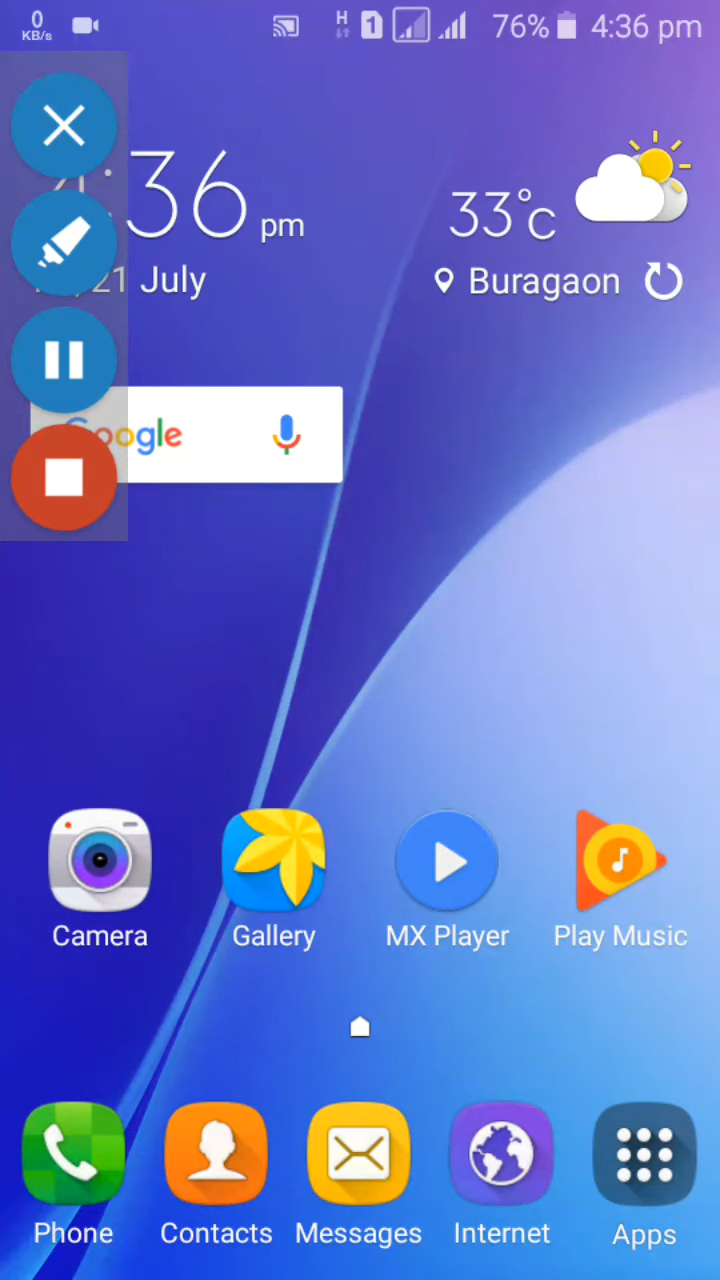 0
KB/s
H
1
76%
4:36 pm
:36 pm
33°c
21 July
Buragaon
Google
Camera
Gallery
MX Player
Play Music
Phone
Contacts
Messages
Internet
Apps